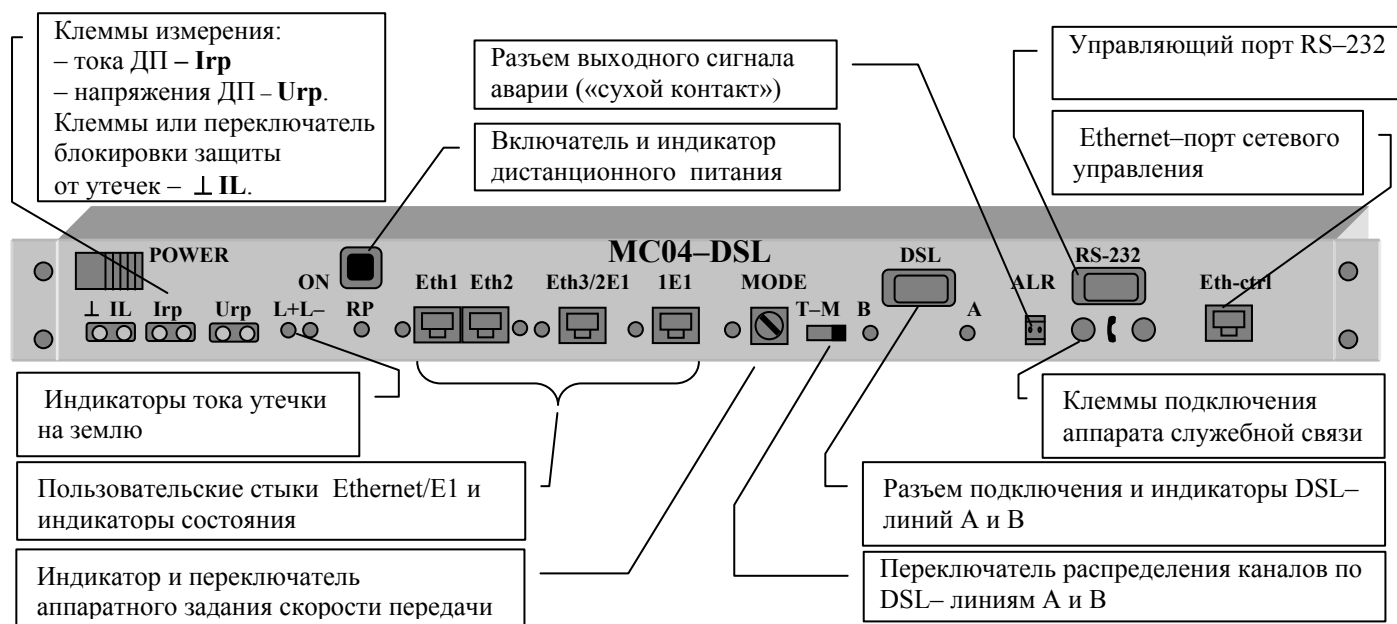 Клеммы измерения:
– тока ДП – Irp
– напряжения ДП – Urp.
Клеммы или переключатель
блокировки защиты
от утечек – ⊥ IL.
Разъем выходного сигнала
аварии («сухой контакт»)
Включатель и индикатор
дистанционного питания
Управляющий порт RS–232
Ethernet–порт сетевого
управления
POWER
ON
MC04–DSL
Eth1 Eth2 Eth3/2E1 1E1 MODE
DSL
RS-232
ALR
Eth-ctrl
⊥ IL Irp Urp L+L– RP
T–M B A
Индикаторы тока утечки
на землю
Пользовательские стыки Ethernet/E1 и
индикаторы состояния
Индикатор и переключатель
аппаратного задания скорости передачи
Клеммы подключения
аппарата служебной связи
Разъем подключения и индикаторы DSL–
линий А и В
Переключатель распределения каналов по
DSL– линиям А и В